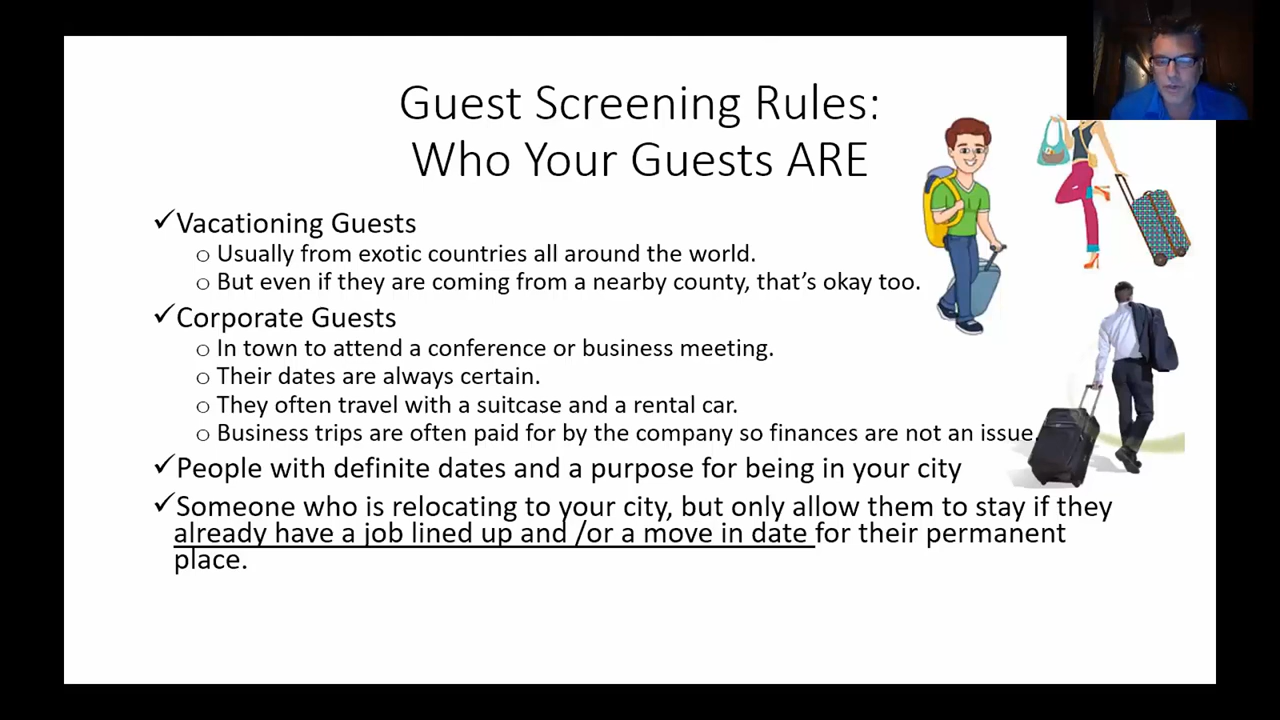 Guest Screening Rules:
Who Your Guests ARE
✓Vacationing Guests
o Usually from exotic countries all around the world.
o But even if they are coming from a nearby county, that’s okay too.
✓Corporate Guests
o In town to attend a conference or business meeting.
o Their dates are always certain.
o They often travel with a suitcase and a rental car.
o Business trips are often paid for by the company so finances are not an issue.
✓People with definite dates and a purpose for being in your city
✓Someone who is relocating to your city, but only allow them to stay if they
already have a job lined up and /or a move in date for their permanent
place.